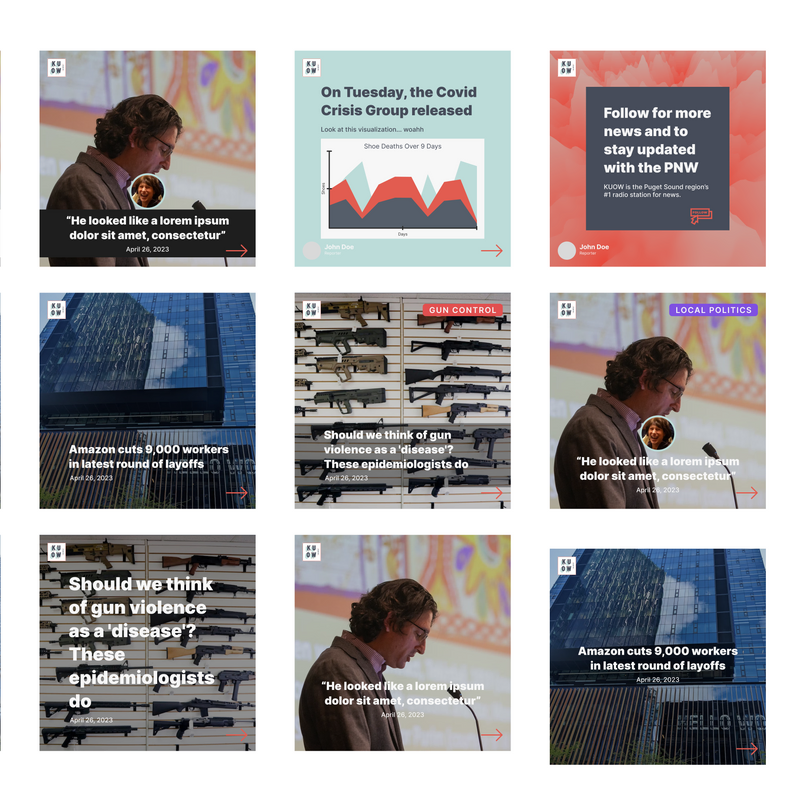 KU
OW
"He looked like a lorem ipsum
dolor sit amet, consectetur"
April 26, 2023
KU
OW
On Tuesday, the Covid
Crisis Group released
Look at this visualization... woahh
Shoe Deaths Over 9 Days
Shoes
Days
John Doe
Reporter
KU
OW
Follow for more
news and to
stay updated
with the PNW
KUOW is the Puget Sound region's
#1 radio station for news.
John Doe
Reporter
KU
OW
Amazon cuts 9,000 workers
in latest round of layoffs
April 26, 2023
KU
OW
GUN CONTROL
Should we think of gun
violence as a 'disease'?
These epidemiologists do
April 26, 2023
KU
OW
LOCAL POLITICS
"He looked like a lorem ipsum
dolor sit amet, consectetur"
April 26, 2023
KU
OW
Should we think
of gun violence
as a 'disease'?
These
epidemiologists
do
April 26, 2023
"He looked like a lorem ipsum
dolor sit amet, consectetur"
April 26, 2023
KU
OW
Amazon cuts 9,000 workers
in latest round of layoffs
April 26, 2023
HELLO WO